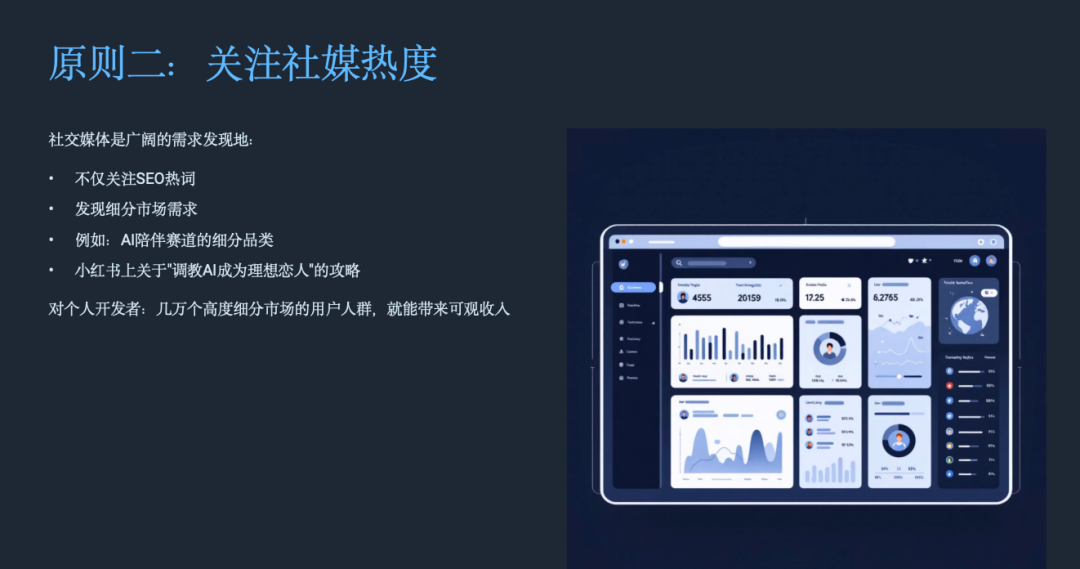 原则二：关注社媒热度
社交媒体是广阔的需求发现地:
• 不仅关注SEO热词
• 发现细分市场需求
• 例如：AI陪伴赛道的细分品类
• 小红书上关于"调教AI成为理想恋人"的攻略
对个人开发者：几万个高度细分市场的用户人群，就能带来可观收入
4555
20159
17.25
6,2765